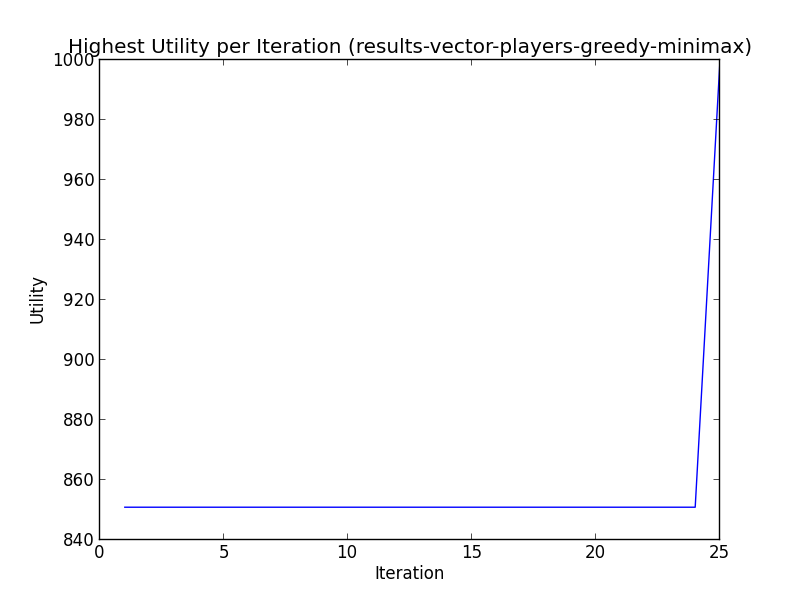 Highest Utility per Iteration (results-vector-players-greedy-minimax)
1000
980
960
940
920
900
880
860
840
Utility
0 5 10 15 20 25
Iteration